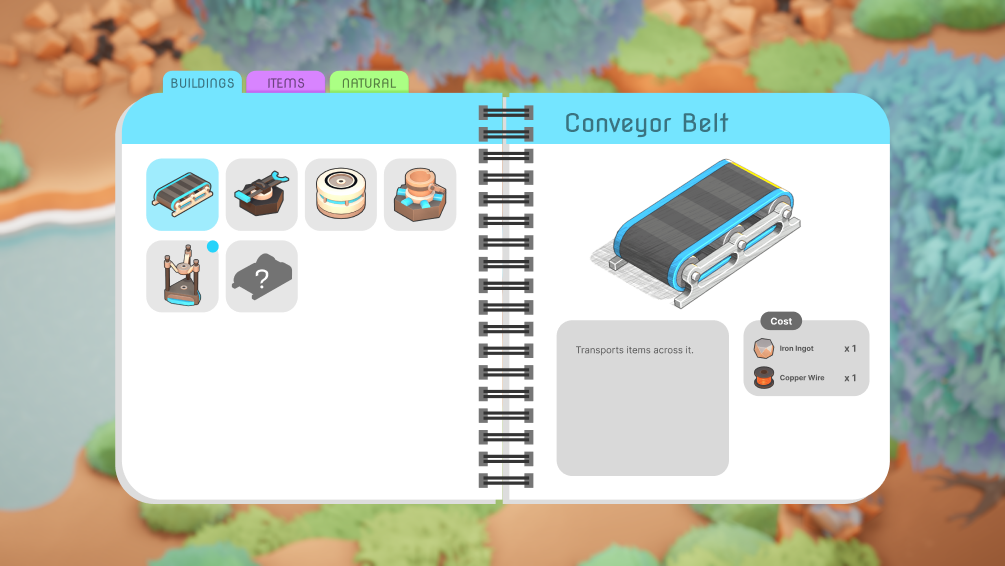 BUILDINGS
ITEMS
NATURAL
Conveyor Belt
?
Transports items across it.
Cost
Iron Ingot x 1
Copper Wire x 1